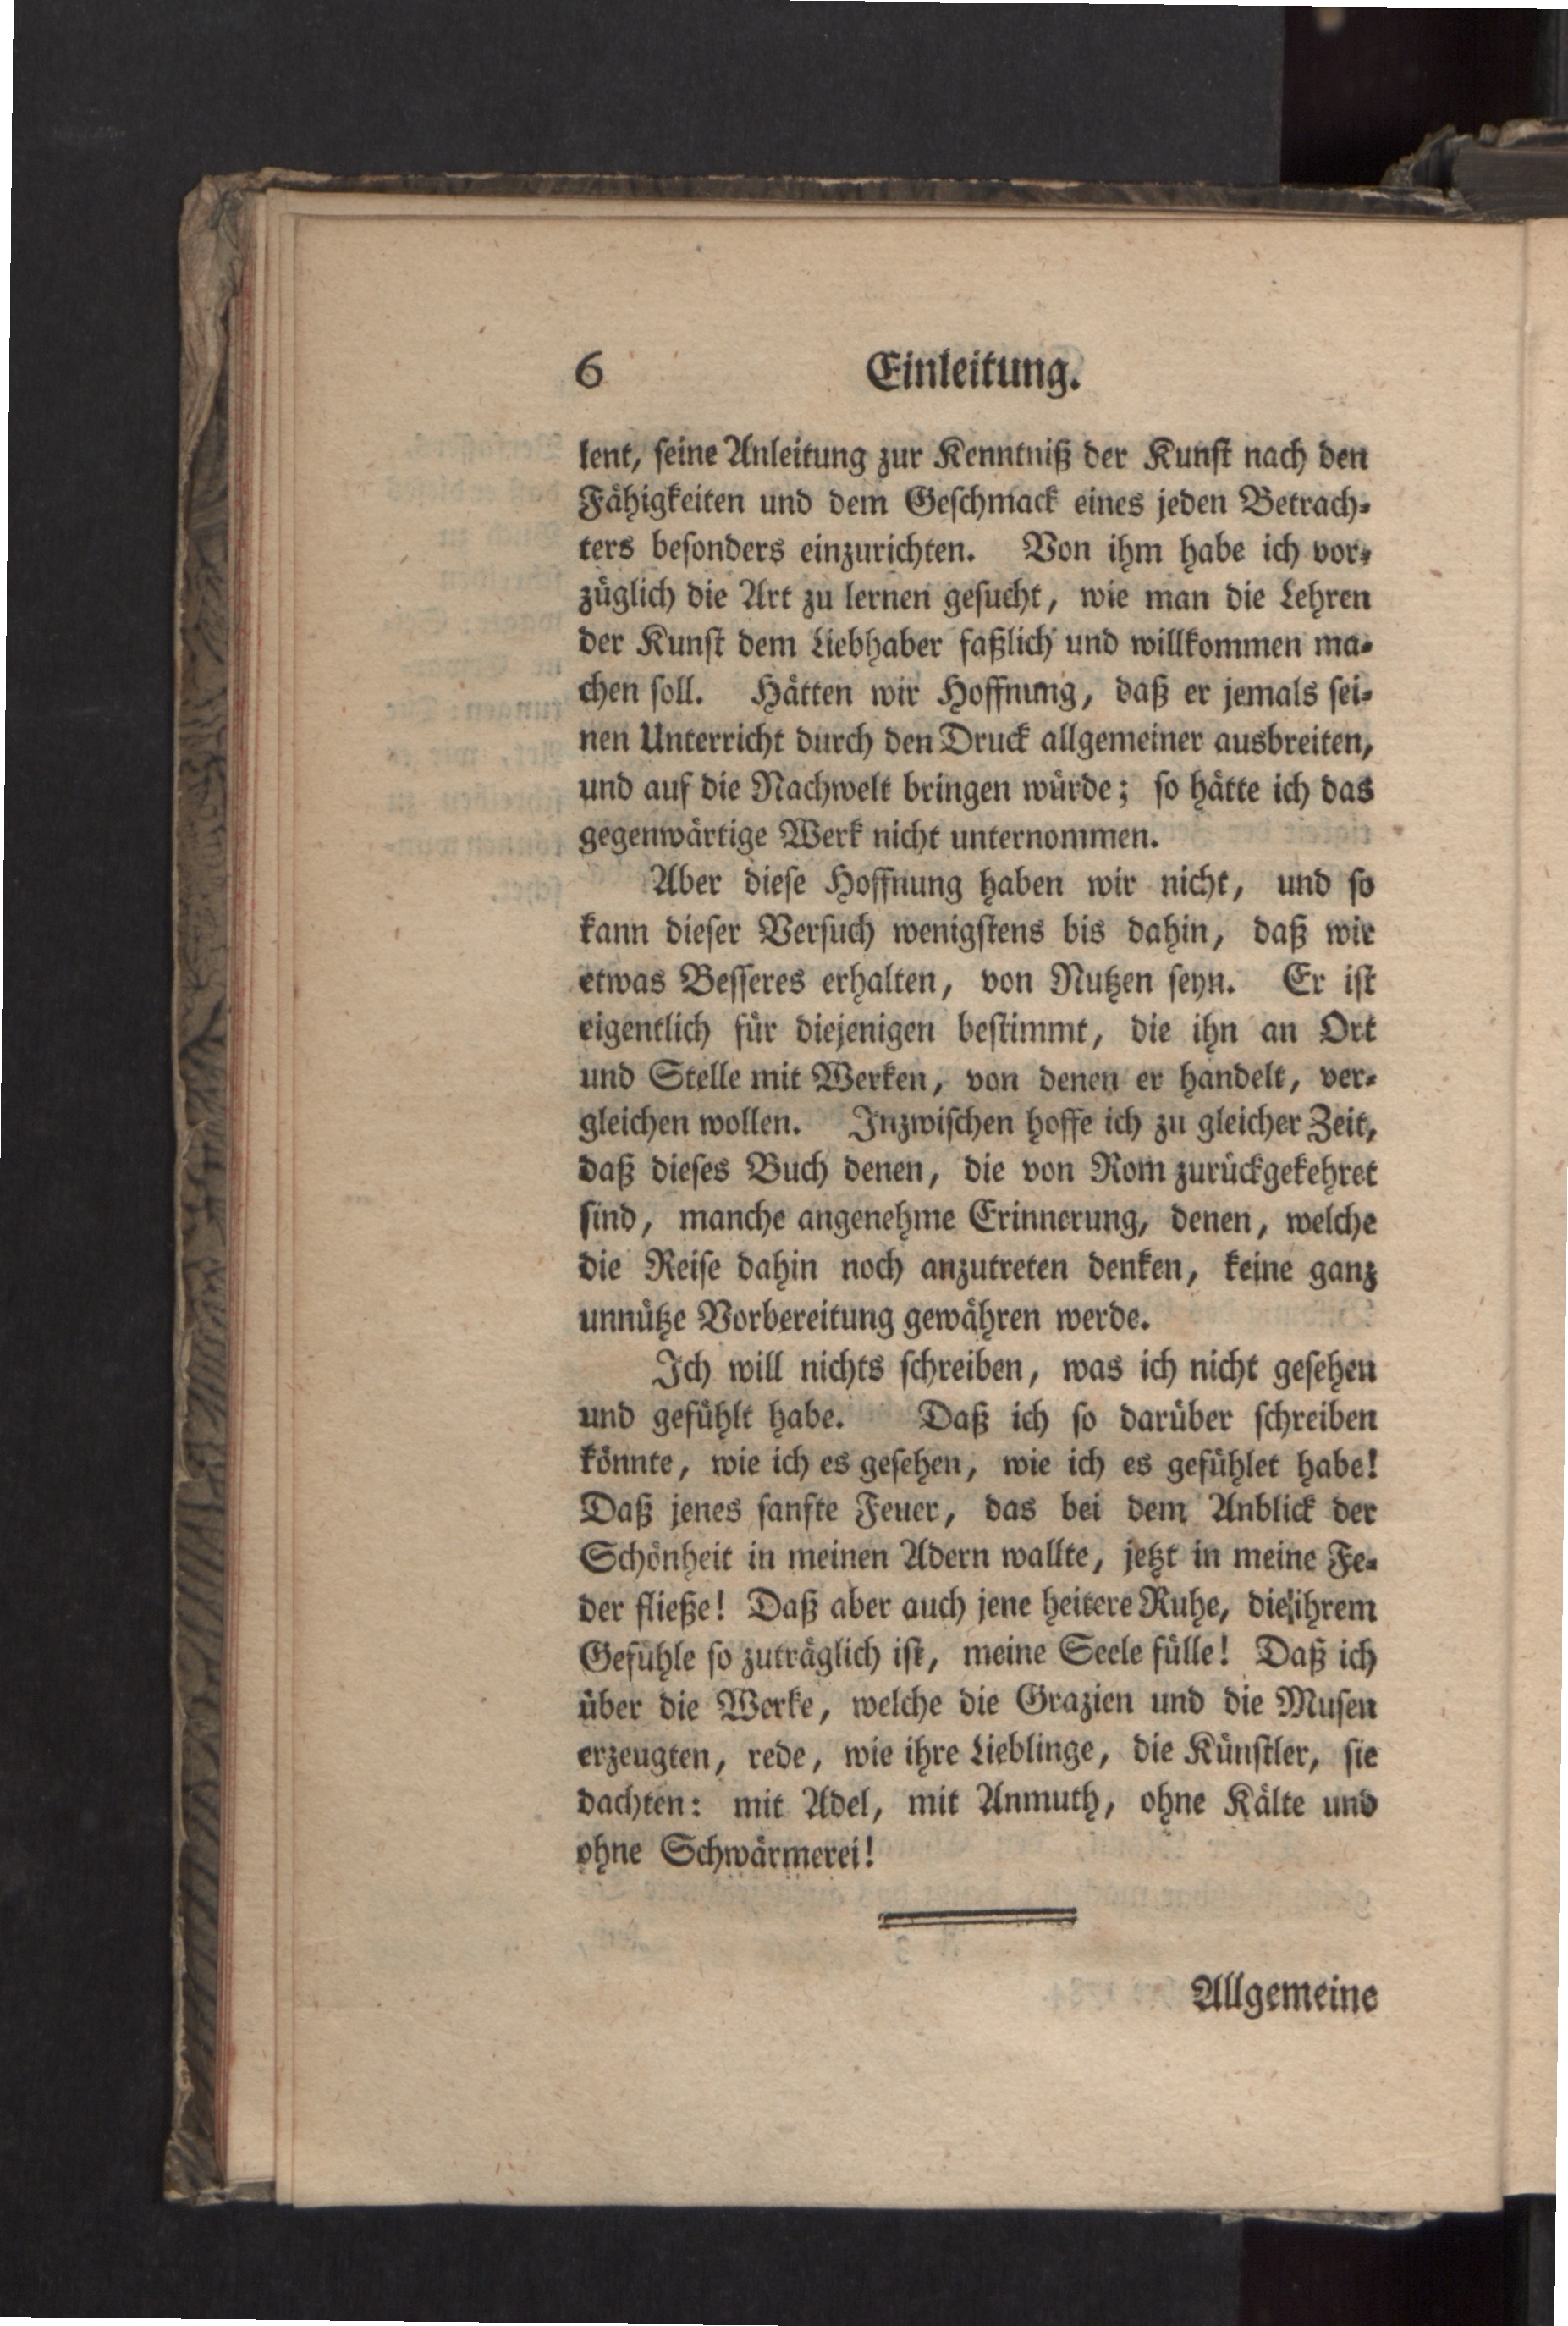 6 Einleitung.
lent, seine Anleitung zur Kenntniß der Kunst nach den
Fähigkeiten und dem Geschmack eines jeden Betrach-
ters besonders einzurichten. Von ihm habe ich vor-
züglich die Art zu lernen gesucht, wie man die Lehren
der Kunst dem Liebhaber faßlich und willkommen ma-
chen soll. Hätten wir Hoffnung, daß er jemals sei-
nen Unterricht durch den Druck allgemeiner ausbreiten,
und auf die Nachwelt bringen würde; so hätte ich das
gegenwärtige Werk nicht unternommen.
Aber diese Hoffnung haben wir nicht, und so
kann dieser Versuch wenigstens bis dahin, daß wir
etwas Besseres erhalten, von Nutzen seyn. Er ist
eigentlich für diejenigen bestimmt, die ihn an Ort
und Stelle mit Werken, von denen er handelt, ver-
gleichen wollen. Inzwischen hoffe ich zu gleicher Zeit,
daß dieses Buch denen, die von Rom zurückgekehret
sind, manche angenehme Erinnerung, denen, welche
die Reise dahin noch anzutreten denken, keine ganz
unnütze Vorbereitung gewähren werde.
Ich will nichts schreiben, was ich nicht gesehen
und gefühlt habe. Daß ich so darüber schreiben
könnte, wie ich es gesehen, wie ich es gefühlet habe!
Daß jenes sanfte Feuer, das bei dem Anblick der
Schönheit in meinen Adern wallte, jetzt in meine Fe-
der fließe! Daß aber auch jene heitere Ruhe, die ihrem
Gefühle so zuträglich ist, meine Seele fülle! Daß ich
über die Werke, welche die Grazien und die Musen
erzeugten, rede, wie ihre Lieblinge, die Künstler, sie
dachten: mit Adel, mit Anmuth, ohne Kälte und
ohne Schwärmerei!
Allgemeine